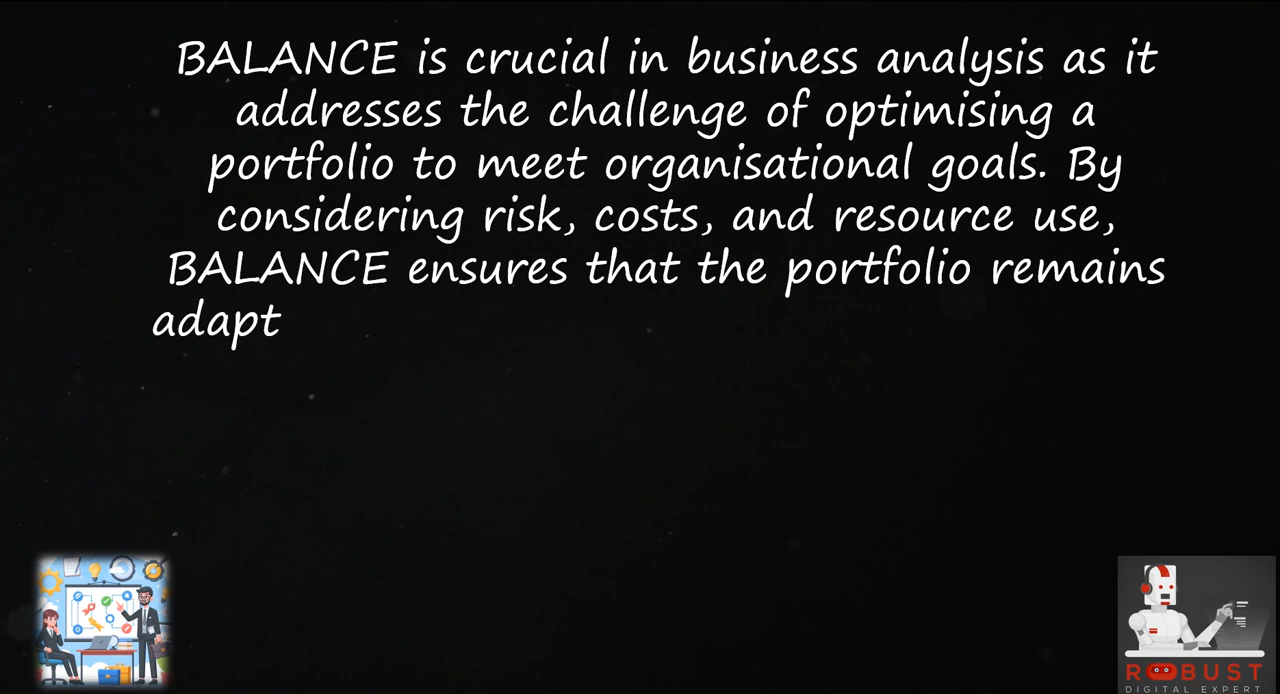 BALANCE is crucial in business analysis as it
addresses the challenge of optimising a
portfolio to meet organisational goals. By
considering risk, costs, and resource use,
BALANCE ensures that the portfolio remains
adapt
ROBUST
DIGITAL EXPERT